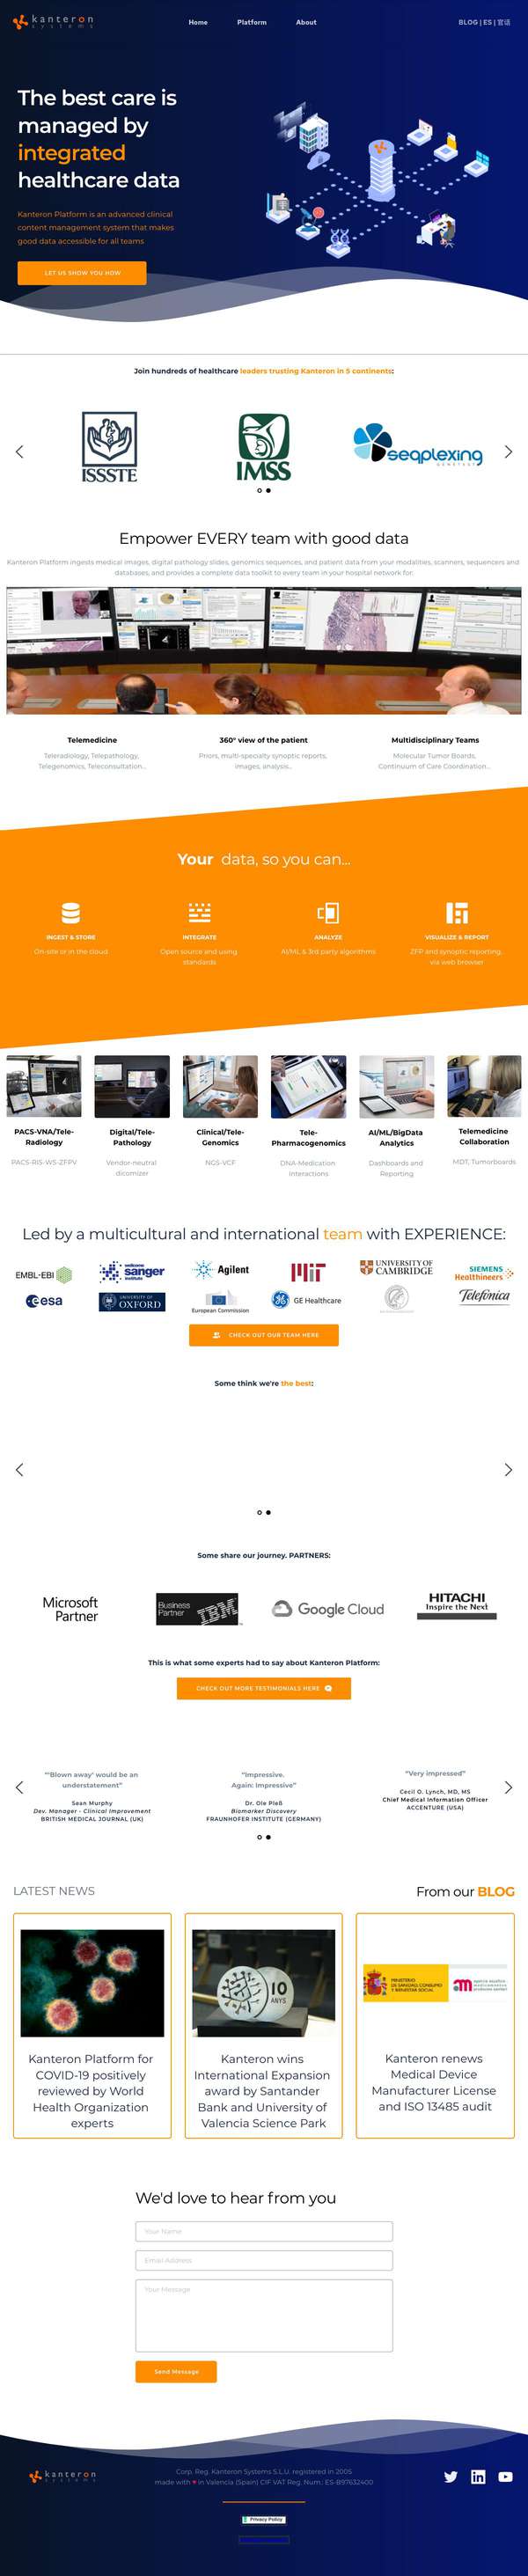 kanteron
systems
Home Platform About
BLOG | ES | 官话
The best care is
managed by
integrated
healthcare data
Kanteron Platform is an advanced clinical
content management system that makes
good data accessible for all teams
LET US SHOW YOU HOW
Join hundreds of healthcare leaders trusting Kanteron in 5 continents:
ISSSTE
IMSS
seqplexing
Empower EVERY team with good data
Kanteron Platform ingests medical images, digital pathology slides, genomics sequences, and patient data from your modalities, scanners, sequencers and
databases, and provides a complete data toolkit to every team in your hospital network for:
Telemedicine
Teleradiology, Telepathology,
Telegenomics, Teleconsultation...
360º view of the patient
Priors, multi-specialty synoptic reports,
images, analysis...
Multidisciplinary Teams
Molecular Tumor Boards,
Continuum of Care Coordination...
Your data, so you can...
INGEST & STORE
On-site or in the cloud
INTEGRATE
Open source and using
standards
ANALYZE
AI/ML & 3rd party algorithms
VISUALIZE & REPORT
ZFP and synoptic reporting,
via web browser
PACS-VNA/Tele-
Radiology
PACS-RIS-WS-ZFPV
Digital/Tele-
Pathology
Vendor-neutral
dicomizer
Clinical/Tele-
Genomics
NGS-VCF
Tele-
Pharmacogenomics
DNA-Medication
interactions
AI/ML/BigData
Analytics
Dashboards and
Reporting
Telemedicine
Collaboration
MDT, Tumorboards
Led by a multicultural and international team with EXPERIENCE:
EMBL-EBI
wellcome
sanger
institute
Agilent
MIT
UNIVERSITY OF
CAMBRIDGE
SIEMENS
Healthineers
esa
UNIVERSITY OF
OXFORD
European Commission
GE Healthcare
Telefónica
CHECK OUT OUR TEAM HERE
Some think we're the best:
Some share our journey. PARTNERS:
Microsoft
Partner
Business
Partner
IBM
Google Cloud
HITACHI
Inspire the Next
This is what some experts had to say about Kanteron Platform:
CHECK OUT MORE TESTIMONIALS HERE
"'Blown away' would be an
understatement"
Sean Murphy
Dev. Manager - Clinical Improvement
BRITISH MEDICAL JOURNAL (UK)
"Impressive.
Again: Impressive"
Dr. Ole Pleß
Biomarker Discovery
FRAUNHOFER INSTITUTE (GERMANY)
"Very impressed"
Cecil O. Lynch, MD, MS
Chief Medical Information Officer
ACCENTURE (USA)
LATEST NEWS
From our BLOG
Kanteron Platform for
COVID-19 positively
reviewed by World
Health Organization
experts
10
ANYS
Kanteron wins
International Expansion
award by Santander
Bank and University of
Valencia Science Park
MINISTERIO
DE SANIDAD, CONSUMO
Y BIENESTAR SOCIAL
Kanteron renews
Medical Device
Manufacturer License
and ISO 13485 audit
We'd love to hear from you
Your Name
Email Address
Your Message
Send Message
kanteron
systems
Corp. Reg. Kanteron Systems S.L.U. registered in 2005
made with ♥ in Valencia (Spain) CIF VAT Reg. Num.: ES-B97632400
Privacy Policy